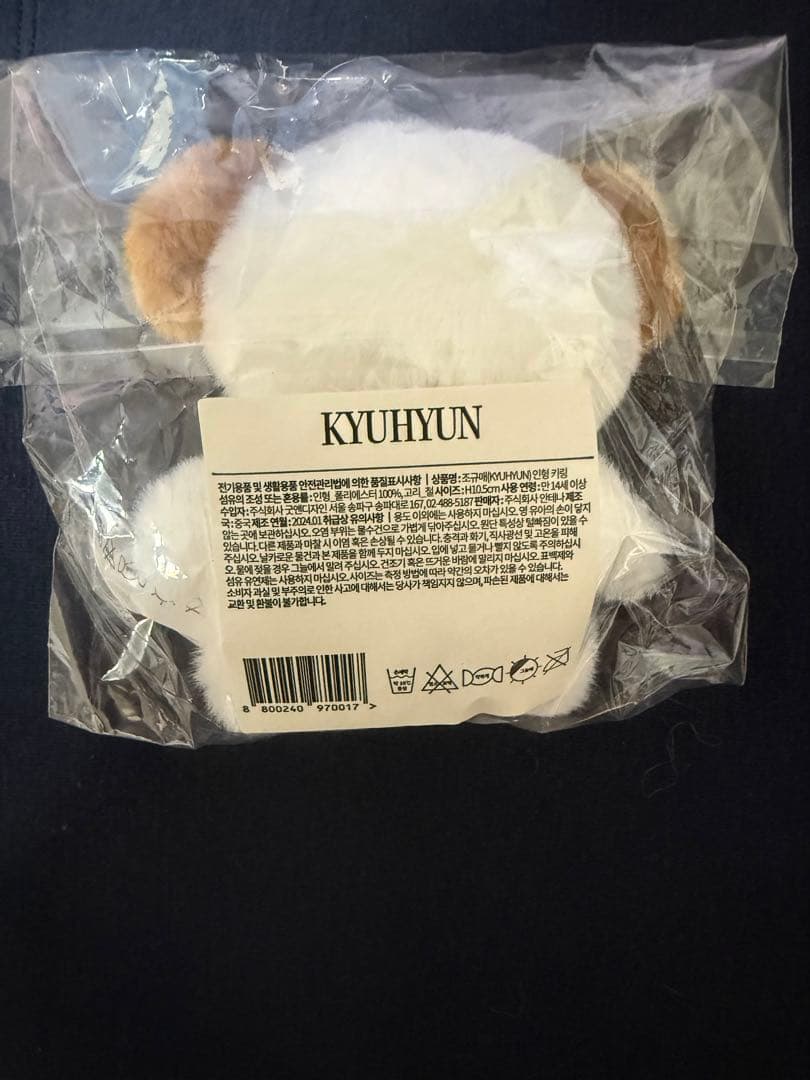 KYUHYUN
전기용품 및 생활용품 안전관리법에 의한 품질표시사항 | 상품명 : 조규매(KYUHYUN) 인형 키링
섬유의 조성 또는 혼용률 : 인형_폴리에스터 100%, 고리_철 사이즈 : H10.5cm 사용 연령 : 만 14세 이상
수입자 : 주식회사 굿앤디자인 서울 송파구 송파대로 167, 02-488-5187 판매자 : 주식회사 안테나 제조
국 : 중국 제조 연월 : 2024.01 취급상 유의사항 | 용도 이외에는 사용하지 마십시오. 영 유아의 손이 닿지
않는 곳에 보관하십시오. 오염 부위는 물수건으로 가볍게 닦아주십시오. 원단 특성상 털빠짐이 있을 수
있습니다. 다른 제품과 마찰 시 이염 혹은 손상될 수 있습니다. 충격과 화기, 직사광선 및 고온을 피해
주십시오. 날카로운 물건과 본 제품을 함께 두지 마십시오. 입에 넣고 물거나 빨지 않도록 주의하십시
오. 물에 젖을 경우 그늘에서 말려 주십시오. 건조기 혹은 뜨거운 바람에 말리지 마십시오. 표백제와
섬유 유연제는 사용하지 마십시오. 사이즈는 측정 방법에 따라 약간의 오차가 있을 수 있습니다.
소비자 과실 및 부주의로 인한 사고에 대해서는 당사가 책임지지 않으며, 파손된 제품에 대해서는
교환 및 환불이 불가합니다.
8 800240 970017 >